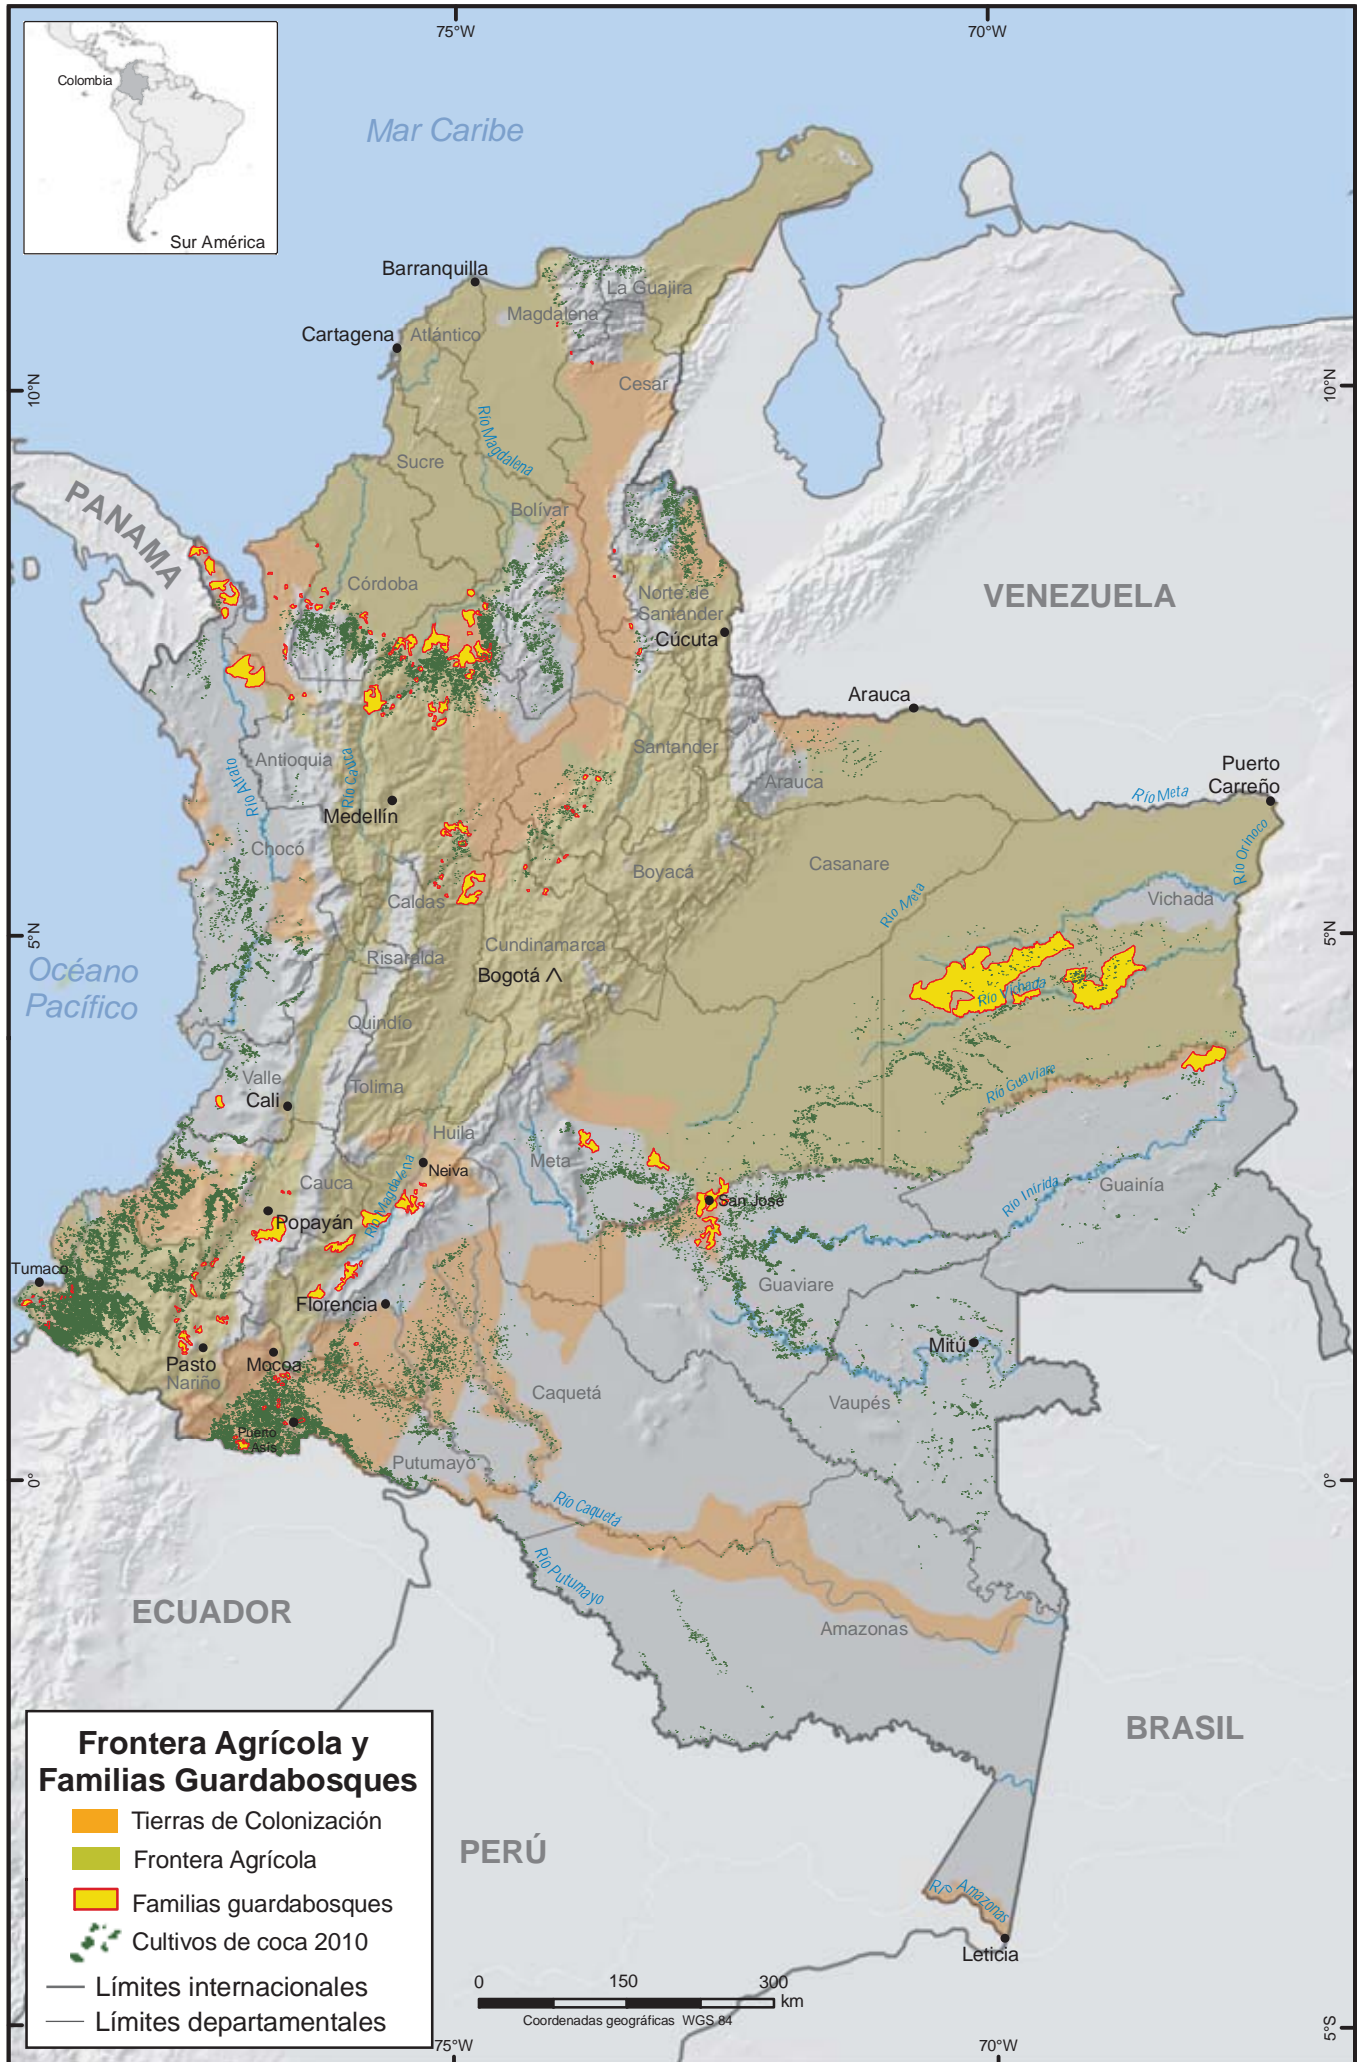 75°W
70°W
Colombia
Sur América
Mar Caribe
Barranquilla
La Guajira
Magdalena
Cartagena
Atlántico
10°N
10°N
Cesar
Río Magdalena
Sucre
PANAMA
Bolívar
Córdoba
Norte de
Santander
VENEZUELA
Cúcuta
Arauca
Santander
Antioquia
Río Cauca
Río Atrato
Arauca
Puerto
Carreño
Río Meta
Medellín
Chocó
Río Orinoco
Boyacá
Casanare
Caldas
Río Meta
Vichada
5°N
5°N
Cundinamarca
Risaralda
Océano
Pacífico
Bogotá
Río Vichada
Quindío
Valle
Tolima
Cali
Río Guaviare
Huila
Meta
Neiva
Cauca
Río Magdalena
San José
Guainía
Río Inírida
Popayán
Tumaco
Guaviare
Florencia
Mitú
Pasto
Mocoa
Nariño
Caquetá
Vaupés
Puerto
Asís
Putumayo
0°
0°
Río Caquetá
Río Putumayo
ECUADOR
Amazonas
BRASIL
PERÚ
Río Amazonas
Leticia
Frontera Agrícola y
Familias Guardabosques
Tierras de Colonización
Frontera Agrícola
Familias guardabosques
Cultivos de coca 2010
Límites internacionales
Límites departamentales
0 150 300
km
Coordenadas geográficas WGS 84
5°S
75°W
70°W